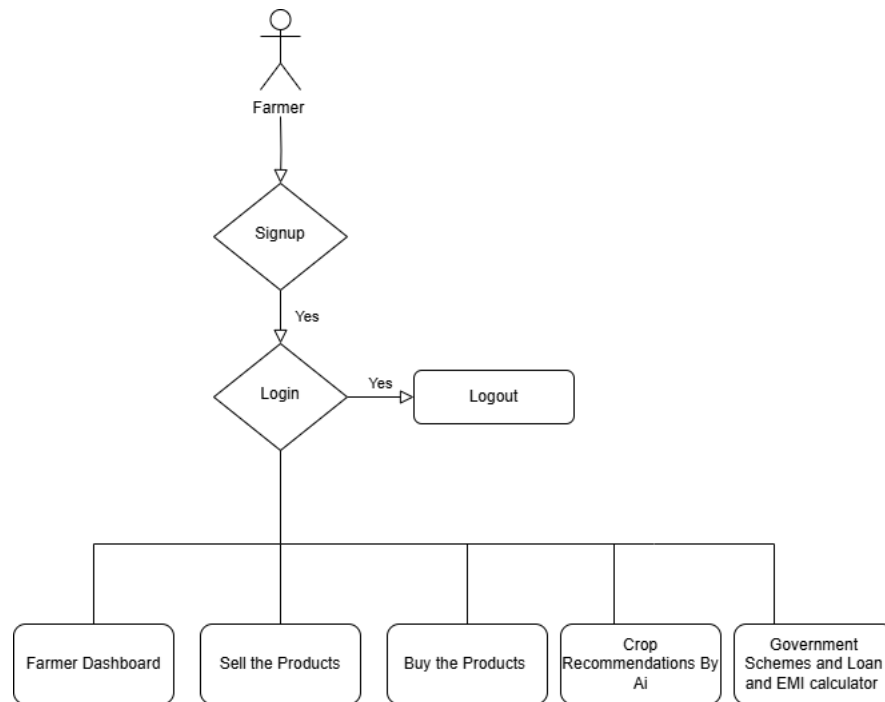 Farmer
Signup
Yes
Login
Yes
Logout
Farmer Dashboard
Sell the Products
Buy the Products
Crop
Recommendations By
Ai
Government
Schemes and Loan
and EMI calculator